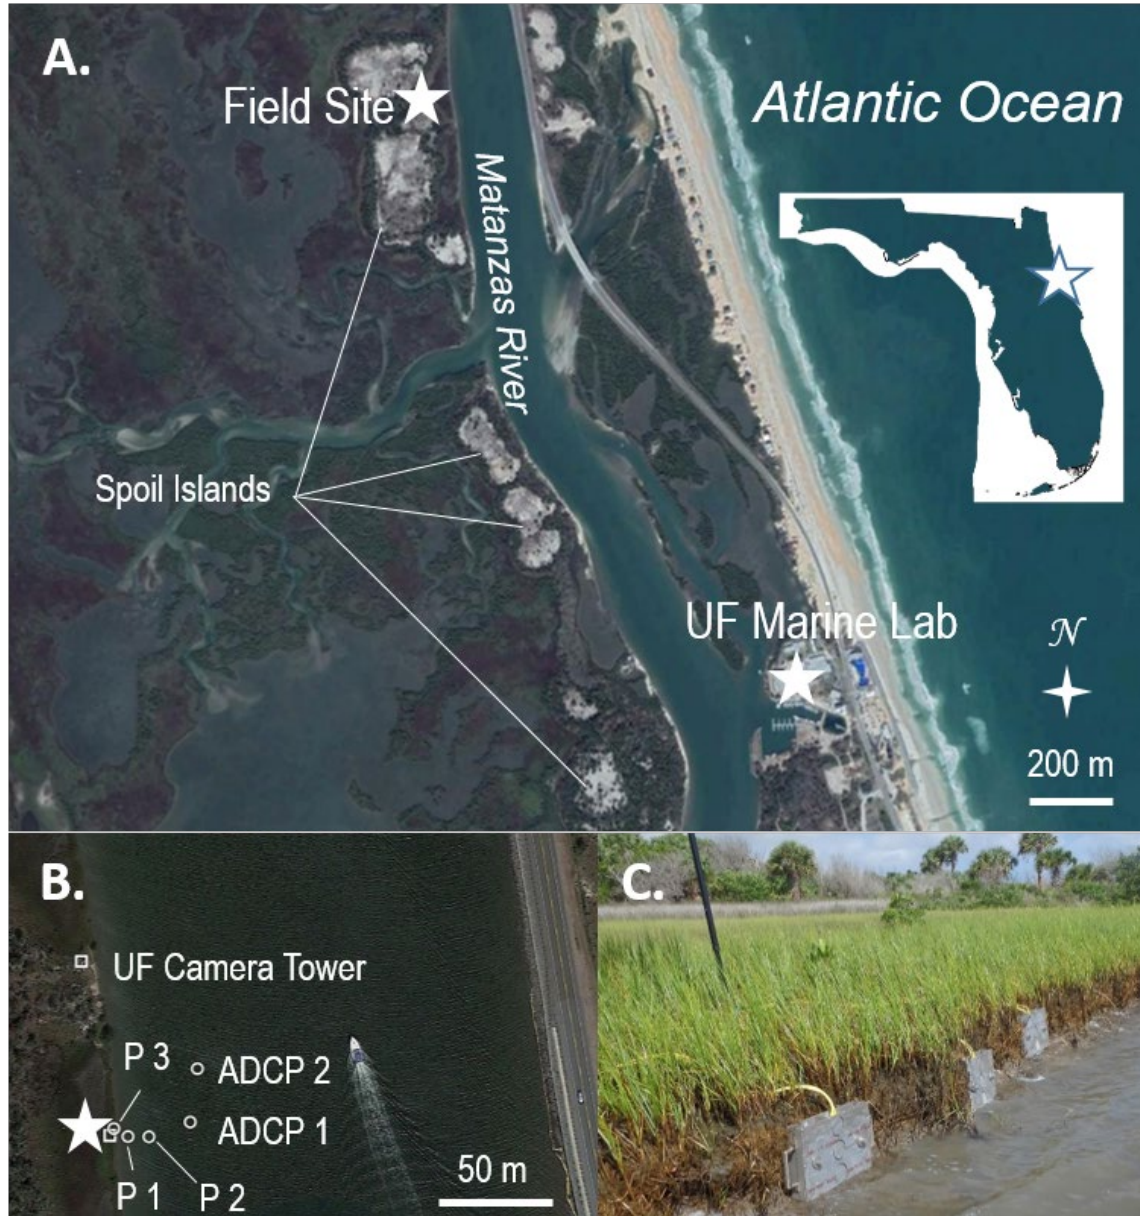 A.
Field Site
Atlantic Ocean
Matanzas River
Spoil Islands
UF Marine Lab
N
200 m
B.
UF Camera Tower
P 3
ADCP 2
ADCP 1
P 1
P 2
50 m
C.